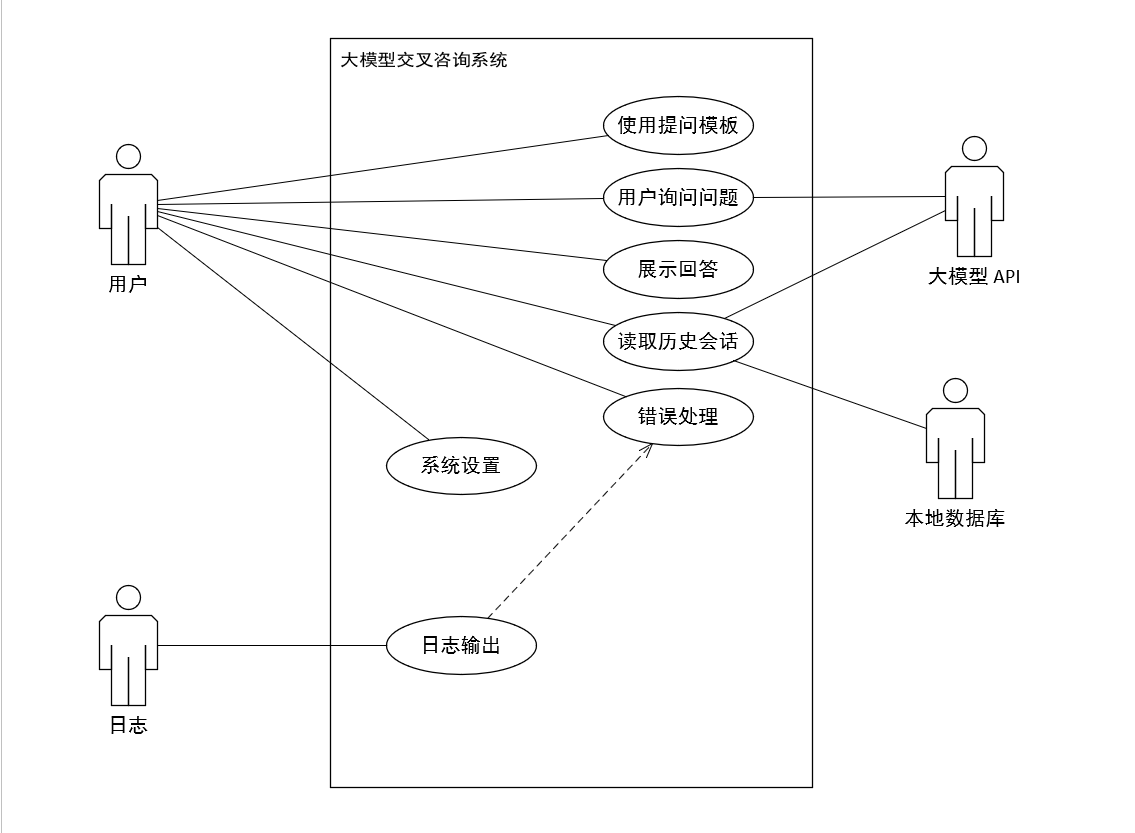 大模型交叉咨询系统
使用提问模板
用户询问问题
展示回答
读取历史会话
错误处理
系统设置
日志输出
用户
日志
大模型 API
本地数据库